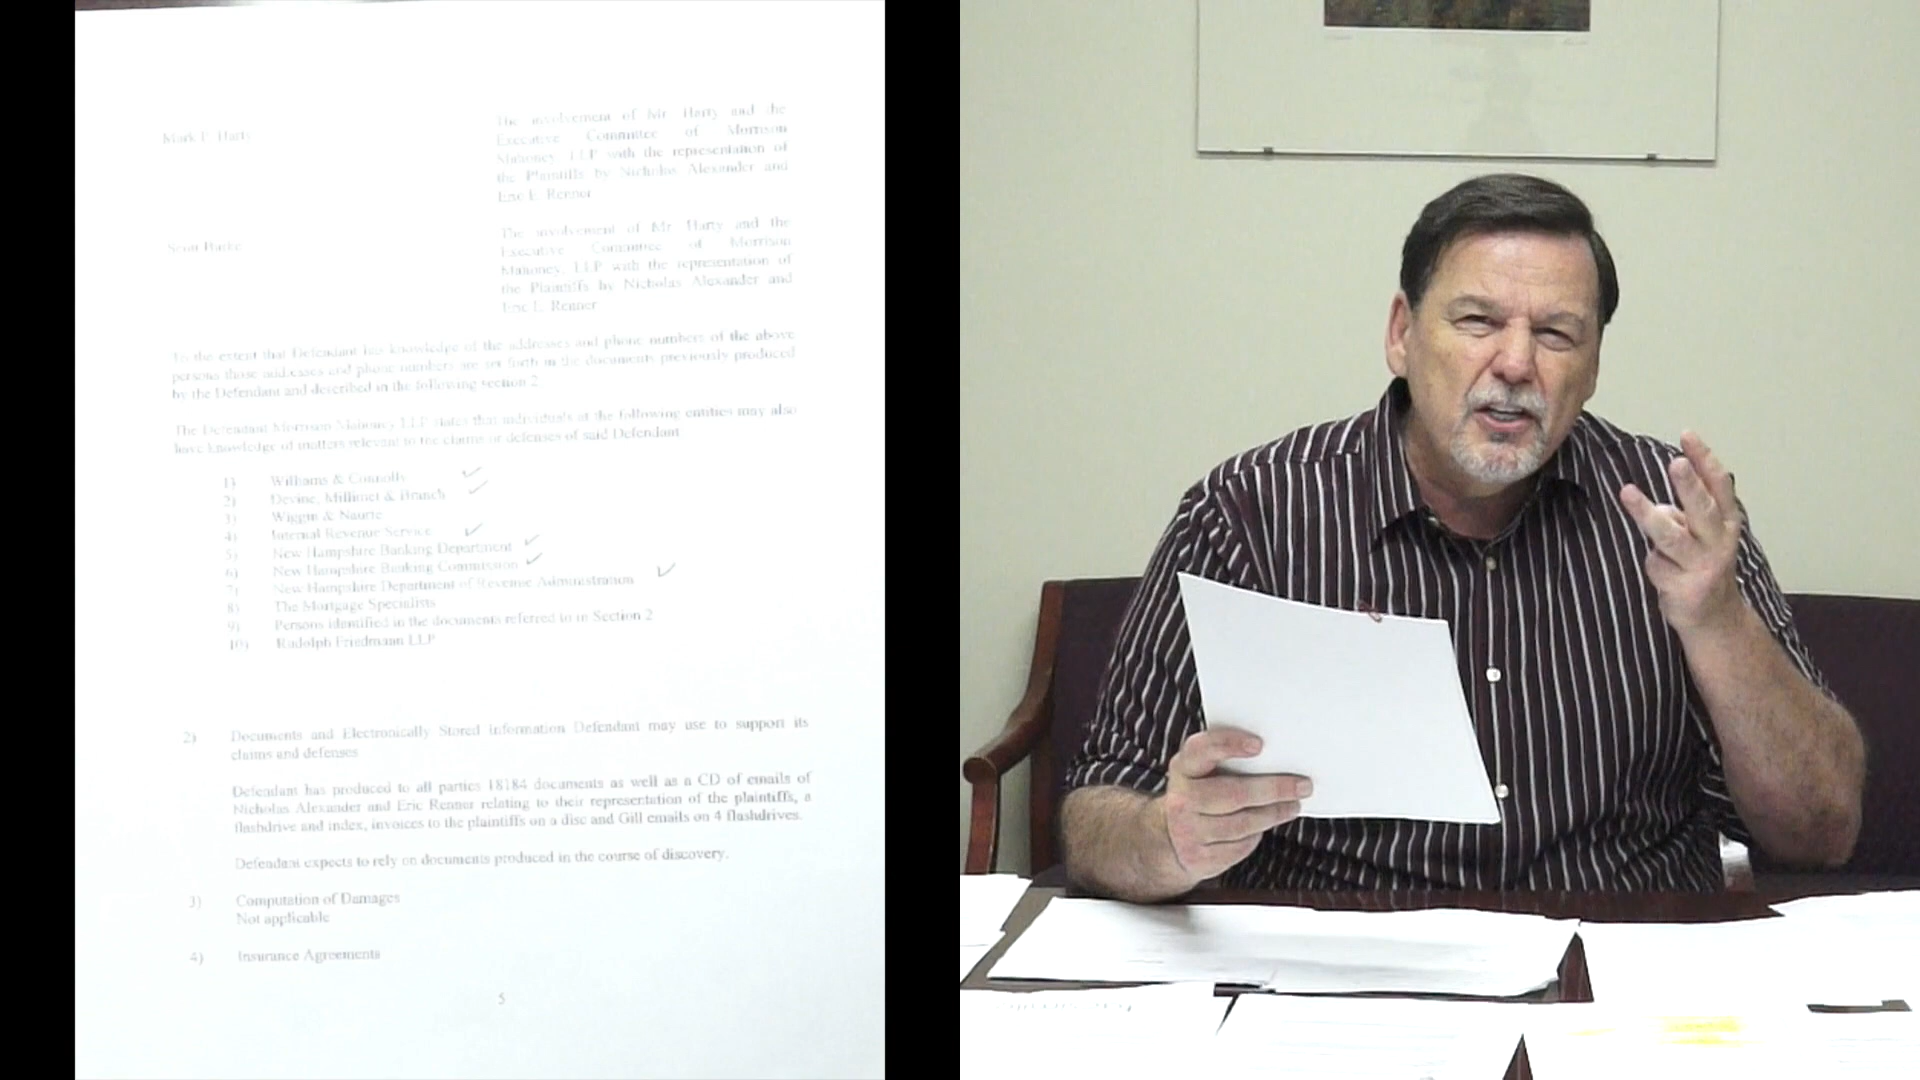 Mark P. Harty
The involvement of Mr. Harty and the
Executive Committee of Morrison
Mahoney, LLP with the representation of
the Plaintiffs by Nicholas Alexander and
Eric L. Renner
Scott Burke
The involvement of Mr. Harty and the
Executive Committee of Morrison
Mahoney, LLP with the representation of
the Plaintiffs by Nicholas Alexander and
Eric L. Renner
To the extent that Defendant has knowledge of the addresses and phone numbers of the above
persons those addresses and phone numbers are set forth in the documents previously produced
by the Defendant and described in the following section 2.
The Defendant Morrison Mahoney LLP states that individuals at the following entities may also
have knowledge of matters relevant to the claims or defenses of said Defendant
1) Williams & Connolly
2) Devine, Millimet & Branch
3) Wiggin & Nourie
4) Internal Revenue Service
5) New Hampshire Banking Department
6) New Hampshire Banking Commission
7) New Hampshire Department of Revenue Administration
8) The Mortgage Specialists
9) Persons identified in the documents referred to in Section 2
10) Rudolph Friedmann LLP
2) Documents and Electronically Stored information Defendant may use to support its
claims and defenses
Defendant has produced to all parties 18184 documents as well as a CD of emails of
Nicholas Alexander and Eric Renner relating to their representation of the plaintiffs, a
flashdrive and index, invoices to the plaintiffs on a disc and Gill emails on 4 flashdrives.
Defendant expects to rely on documents produced in the course of discovery.
3) Computation of Damages
Not applicable
4) Insurance Agreements
5